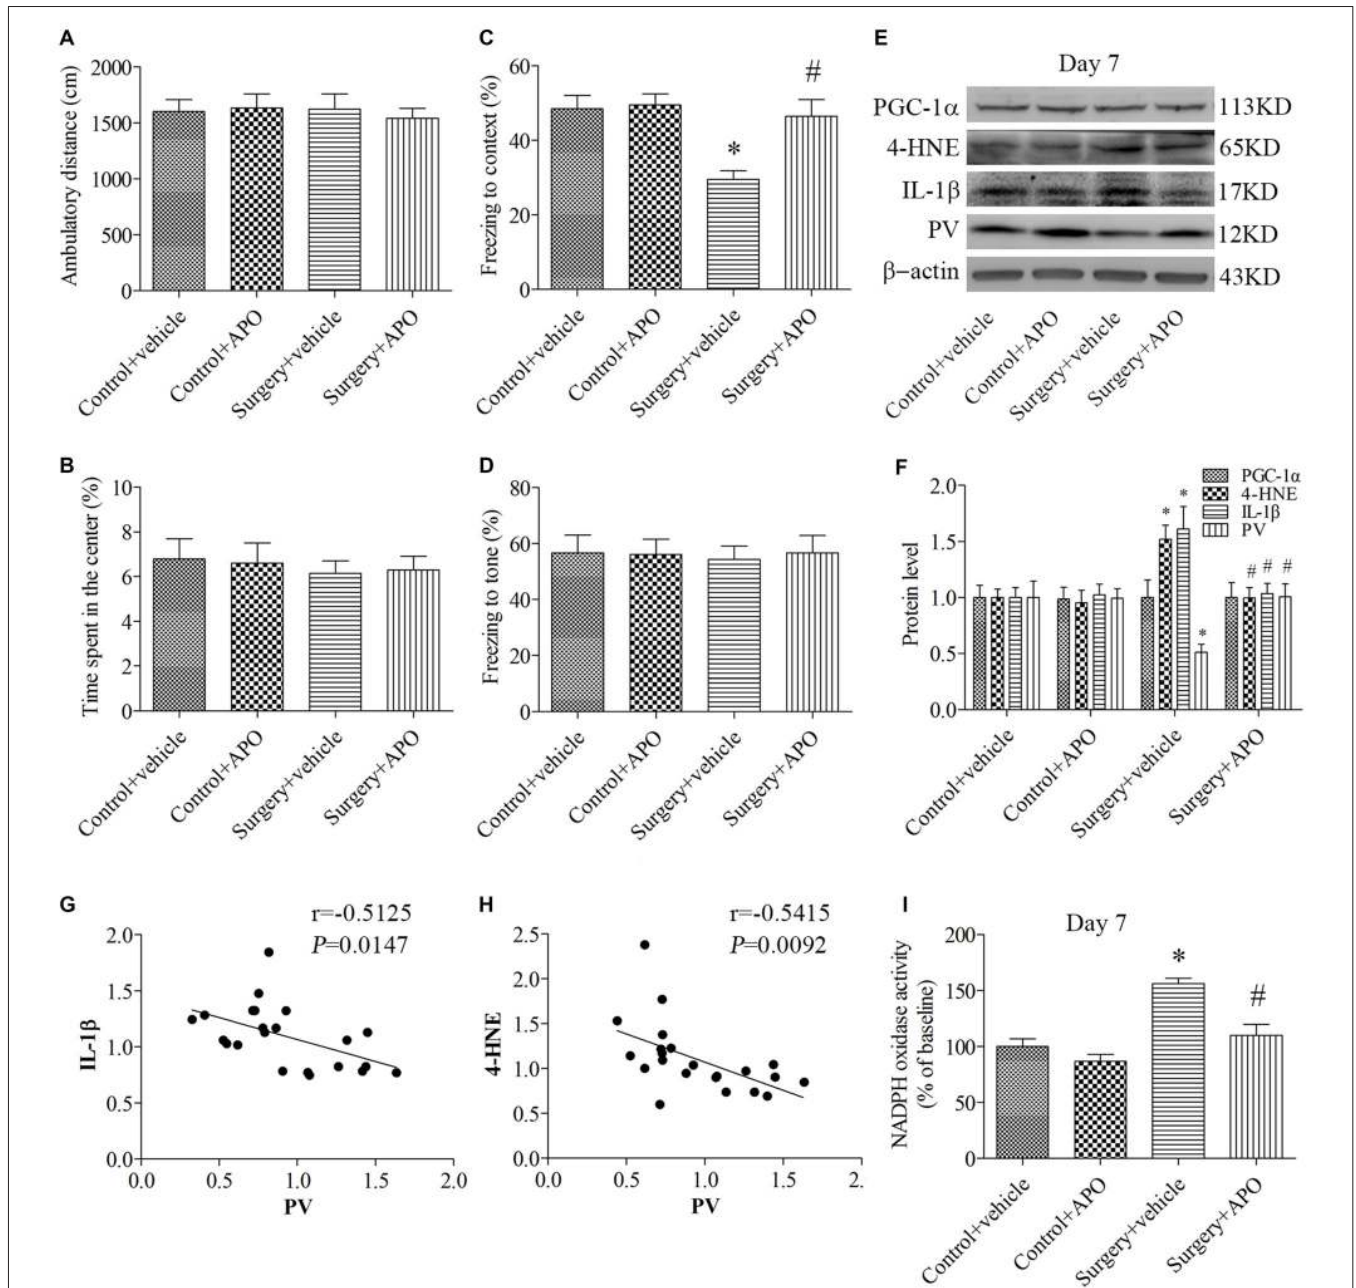 A
Ambulatory distance (cm)
2000
1500
1000
500
0
Control+vehicle
Control+APO
Surgery+vehicle
Surgery+APO
C
Freezing to context (%)
60
40
20
0
*
#
Control+vehicle
Control+APO
Surgery+vehicle
Surgery+APO
E
Day 7
PGC-1α 113KD
4-HNE 65KD
IL-1β 17KD
PV 12KD
β-actin 43KD
Control+vehicle
Control+APO
Surgery+vehicle
Surgery+APO
B
Time spent in the center (%)
10
8
6
4
2
0
Control+vehicle
Control+APO
Surgery+vehicle
Surgery+APO
D
Freezing to tone (%)
80
60
40
20
0
Control+vehicle
Control+APO
Surgery+vehicle
Surgery+APO
F
Protein level
2.0
1.5
1.0
0.5
0.0
PGC-1α
4-HNE
IL-1β
PV
* * *
# # #
Control+vehicle
Control+APO
Surgery+vehicle
Surgery+APO
G
r=-0.5125
P=0.0147
IL-1β
2.0
1.5
1.0
0.5
0.0
0.0 0.5 1.0 1.5 2.0
PV
H
r=-0.5415
P=0.0092
4-HNE
2.5
2.0
1.5
1.0
0.5
0.0
0.0 0.5 1.0 1.5 2.
PV
I
Day 7
NADPH oxidase activity
(% of baseline)
200
150
100
50
0
*
#
Control+vehicle
Control+APO
Surgery+vehicle
Surgery+APO